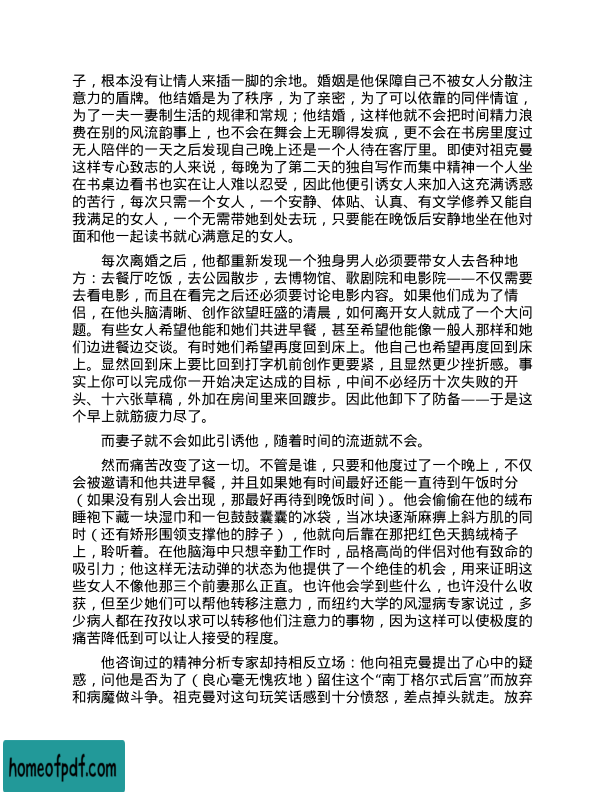 子，根本没有让情人来插一脚的余地。婚姻是他保障自己不被女人分散注
意力的盾牌。他结婚是为了秩序，为了亲密，为了可以依靠的同伴情谊，
为了一夫一妻制生活的规律和常规；他结婚，这样他就不会把时间精力浪
费在别的风流韵事上，也不会在舞会上无聊得发疯，更不会在书房里度过
无人陪伴的一天之后发现自己晚上还是一个人待在客厅里。即使对祖克曼
这样专心致志的人来说，每晚为了第二天的独自写作而集中精神一个人坐
在书桌边看书也实在让人难以忍受，因此他便引诱女人来加入这充满诱惑
的苦行，每次只需一个女人，一个安静、体贴、认真、有文学修养又能自
我满足的女人，一个无需带她到处去玩，只要能在晚饭后安静地坐在他对
面和他一起读书就心满意足的女人。
每次离婚之后，他都重新发现一个独身男人必须要带女人去各种地
方：去餐厅吃饭，去公园散步，去博物馆、歌剧院和电影院——不仅需要
去看电影，而且在看完之后还必须要讨论电影内容。如果他们成为了情
侣，在他头脑清晰、创作欲望旺盛的清晨，如何离开女人就成了一个大问
题。有些女人希望他能和她们共进早餐，甚至希望他能像一般人那样和她
们边进餐边交谈。有时她们希望再度回到床上。他自己也希望再度回到床
上。显然回到床上要比回到打字机前创作更要紧，且显然更少挫折感。事
实上你可以完成你一开始决定达成的目标，中间不必经历十次失败的开
头、十六张草稿，外加在房间里来回踱步。因此他卸下了防备——于是这
个早上就筋疲力尽了。
而妻子就不会如此引诱他，随着时间的流逝就不会。
然而痛苦改变了这一切。不管是谁，只要和他度过了一个晚上，不仅
会被邀请和他共进早餐，并且如果她有时间最好还能一直待到午饭时分
（如果没有别人会出现，那最好再待到晚饭时间）。他会偷偷在他的绒布
睡袍下藏一块湿巾和一包鼓鼓囊囊的冰袋，当冰块逐渐麻痹上斜方肌的同
时（还有矫形围领支撑他的脖子），他就向后靠在那把红色天鹅绒椅子
上，聆听着。在他脑海中只想辛勤工作时，品格高尚的伴侣对他有致命的
吸引力；他这样无法动弹的状态为他提供了一个绝佳的机会，用来证明这
些女人不像他那三个前妻那么正直。也许他会学到些什么，也许没什么收
获，但至少她们可以帮他转移注意力，而纽约大学的风湿病专家说过，多
少病人都在孜孜以求可以转移他们注意力的事物，因为这样可以使极度的
痛苦降低到可以让人接受的程度。
他咨询过的精神分析专家却持相反立场：他向祖克曼提出了心中的疑
惑，问他是否为了（良心毫无愧疚地）留住这个“南丁格尔式后宫”而放弃
和病魔做斗争。祖克曼对这句玩笑话感到十分愤怒，差点掉头就走。放弃
homeofpdf.com